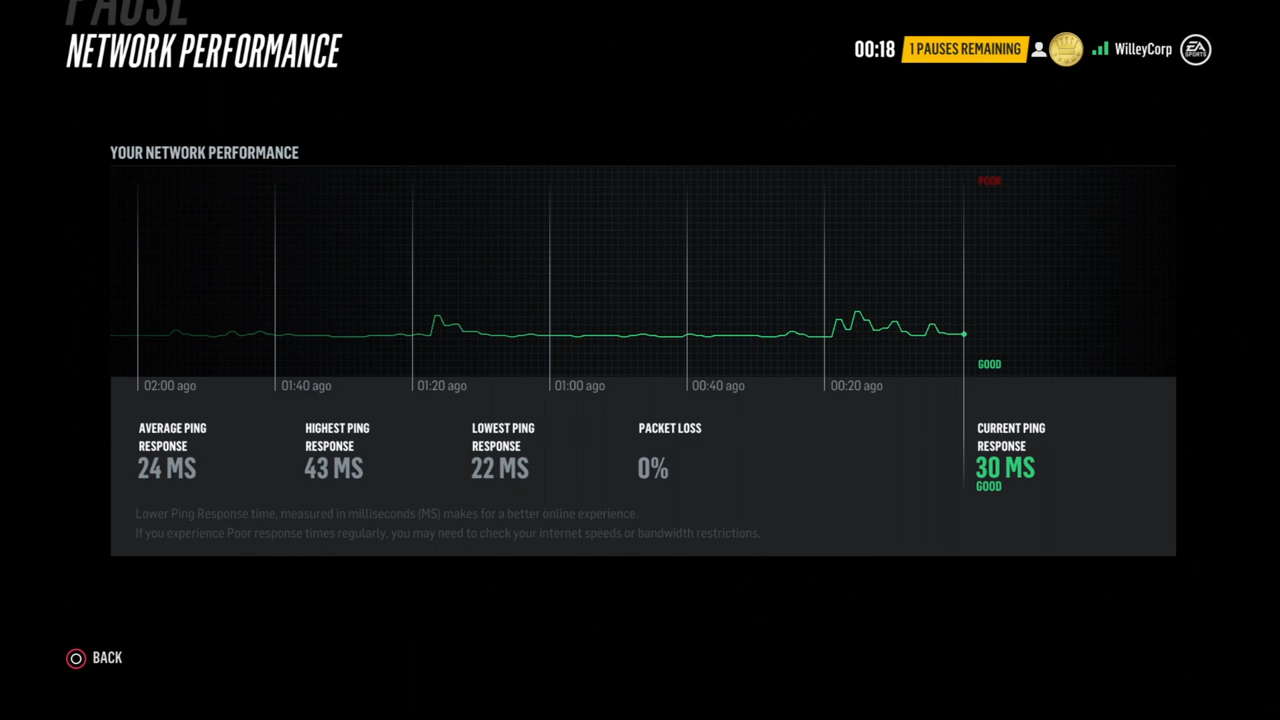 PAUSE
NETWORK PERFORMANCE
00:18 1 PAUSES REMAINING WilleyCorp EA SPORTS
YOUR NETWORK PERFORMANCE
POOR
GOOD
02:00 ago 01:40 ago 01:20 ago 01:00 ago 00:40 ago 00:20 ago
AVERAGE PING RESPONSE
24 MS
HIGHEST PING RESPONSE
43 MS
LOWEST PING RESPONSE
22 MS
PACKET LOSS
0%
CURRENT PING RESPONSE
30 MS
GOOD
Lower Ping Response time, measured in milliseconds (MS) makes for a better online experience.
If you experience Poor response times regularly, you may need to check your internet speeds or bandwidth restrictions.
BACK